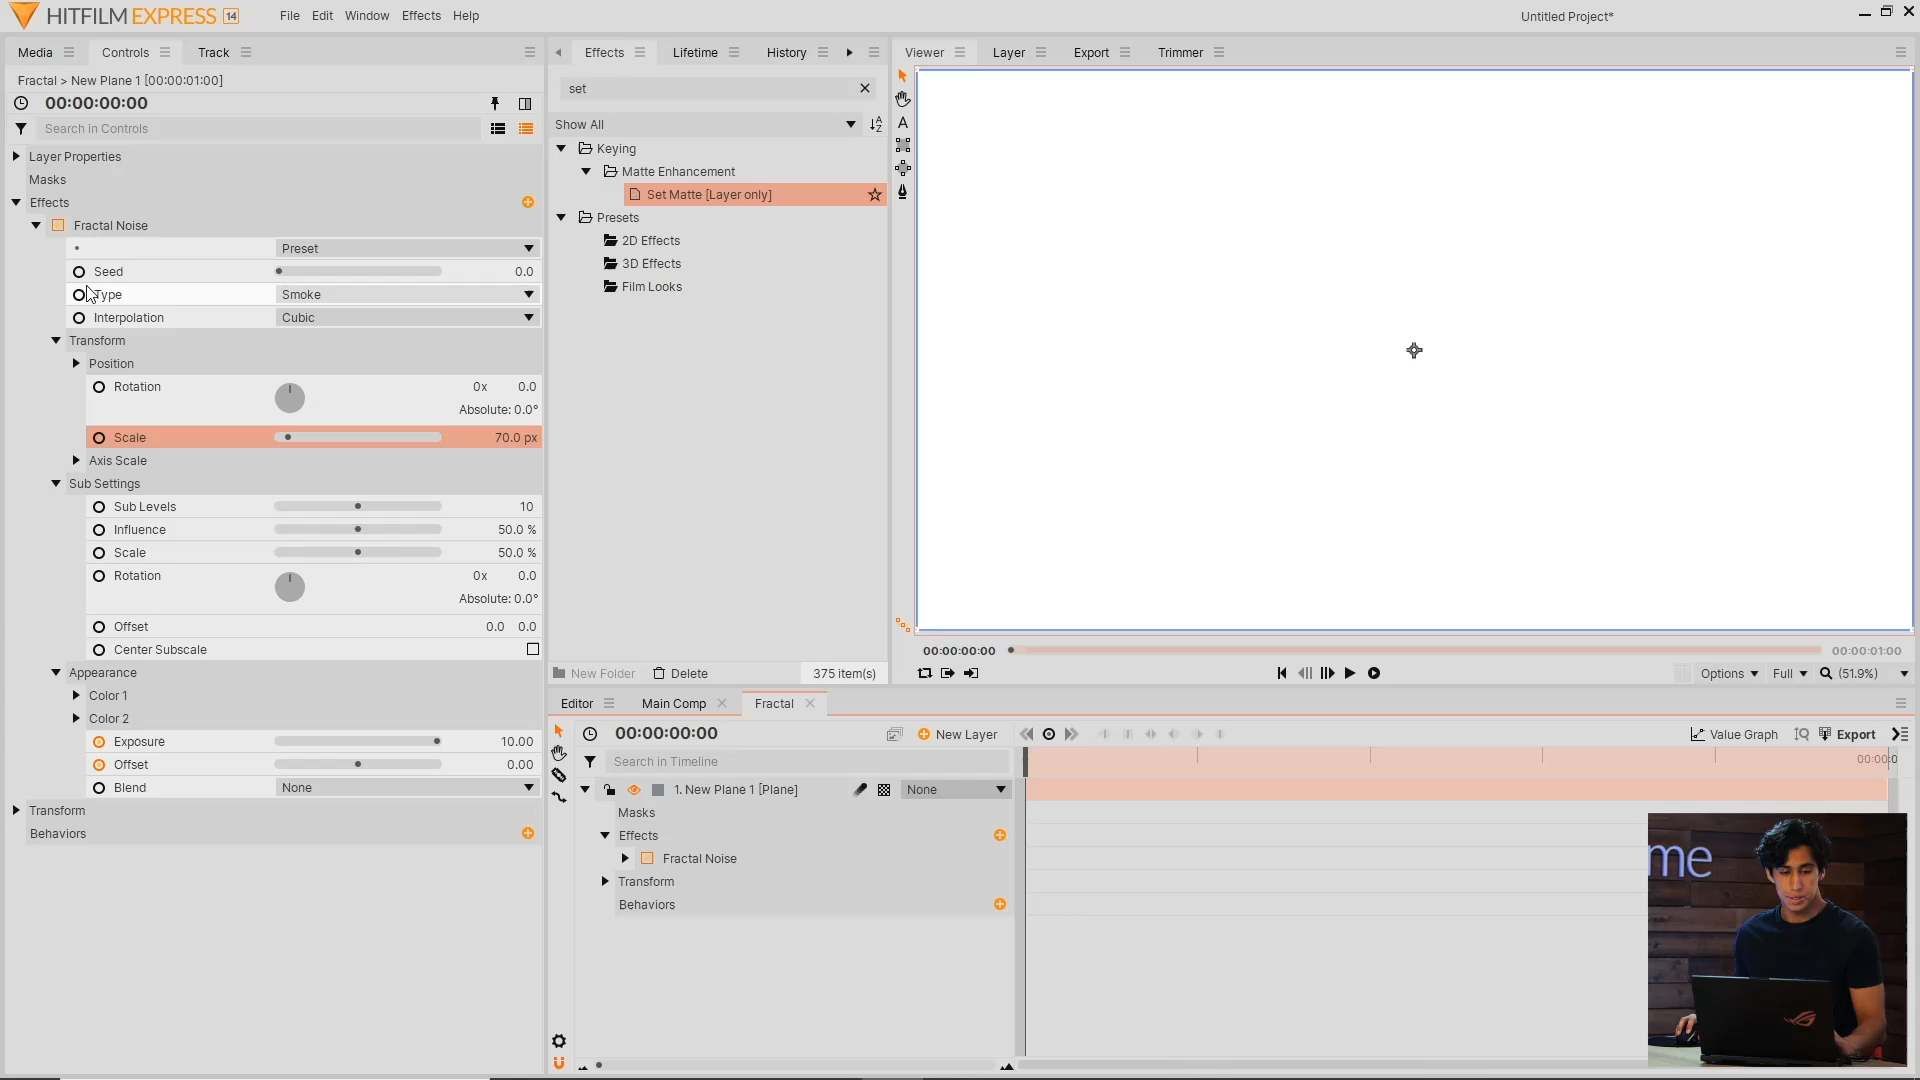 HITFILM EXPRESS 14
File Edit Window Effects Help
Untitled Project*
Media Controls Track
Fractal > New Plane 1 [00:00:01:00]
00:00:00:00
Search in Controls
Layer Properties
Masks
Effects
Fractal Noise
Preset
Seed 0.0
Type Smoke
Interpolation Cubic
Transform
Position
Rotation 0x 0.0
Absolute: 0.0°
Scale 70.0 px
Axis Scale
Sub Settings
Sub Levels 10
Influence 50.0 %
Scale 50.0 %
Rotation 0x 0.0
Absolute: 0.0°
Offset 0.0 0.0
Center Subscale
Appearance
Color 1
Color 2
Exposure 10.00
Offset 0.00
Blend None
Transform
Behaviors
Effects Lifetime History
set
Show All
Keying
Matte Enhancement
Set Matte [Layer only]
Presets
2D Effects
3D Effects
Film Looks
New Folder Delete 375 item(s)
Viewer Layer Export Trimmer
A
00:00:00:00 00:00:01:00
Options Full (51.9%)
Editor Main Comp Fractal
00:00:00:00 New Layer
Value Graph Export
Search in Timeline
00:00:0
1. New Plane 1 [Plane] None
Masks
Effects
Fractal Noise
Transform
Behaviors
me